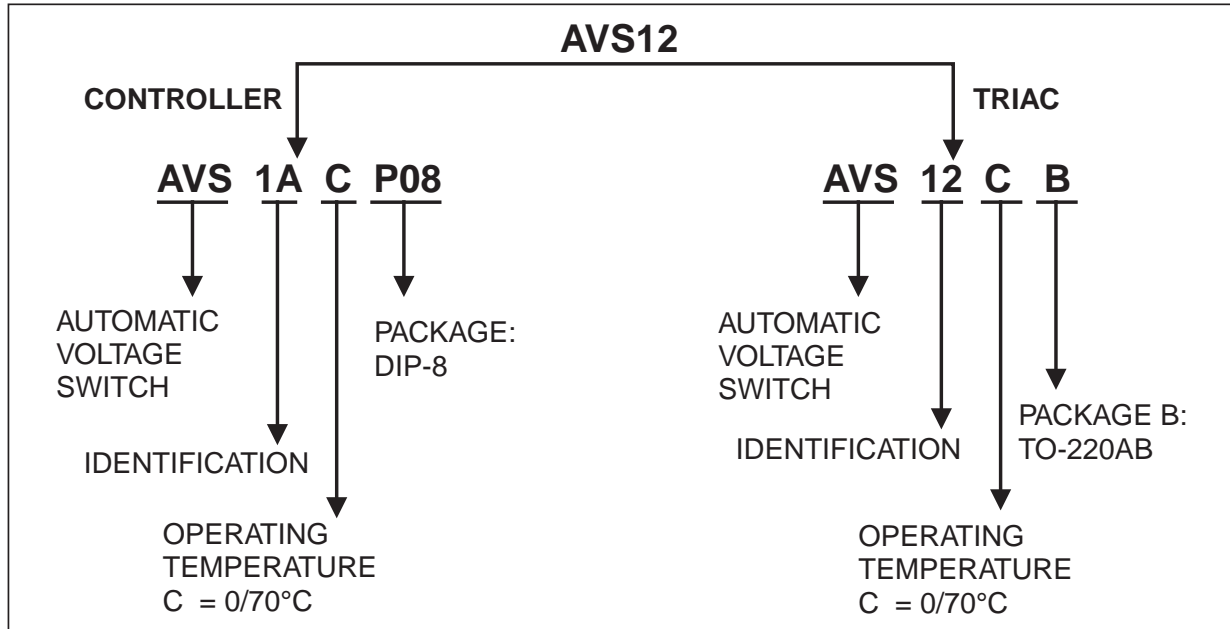 AVS12
CONTROLLER
TRIAC
AVS 1A C P08
AUTOMATIC
VOLTAGE
SWITCH
PACKAGE:
DIP-8
IDENTIFICATION
OPERATING
TEMPERATURE
C = 0/70°C
AVS 12 C B
AUTOMATIC
VOLTAGE
SWITCH
PACKAGE B:
TO-220AB
IDENTIFICATION
OPERATING
TEMPERATURE
C = 0/70°C